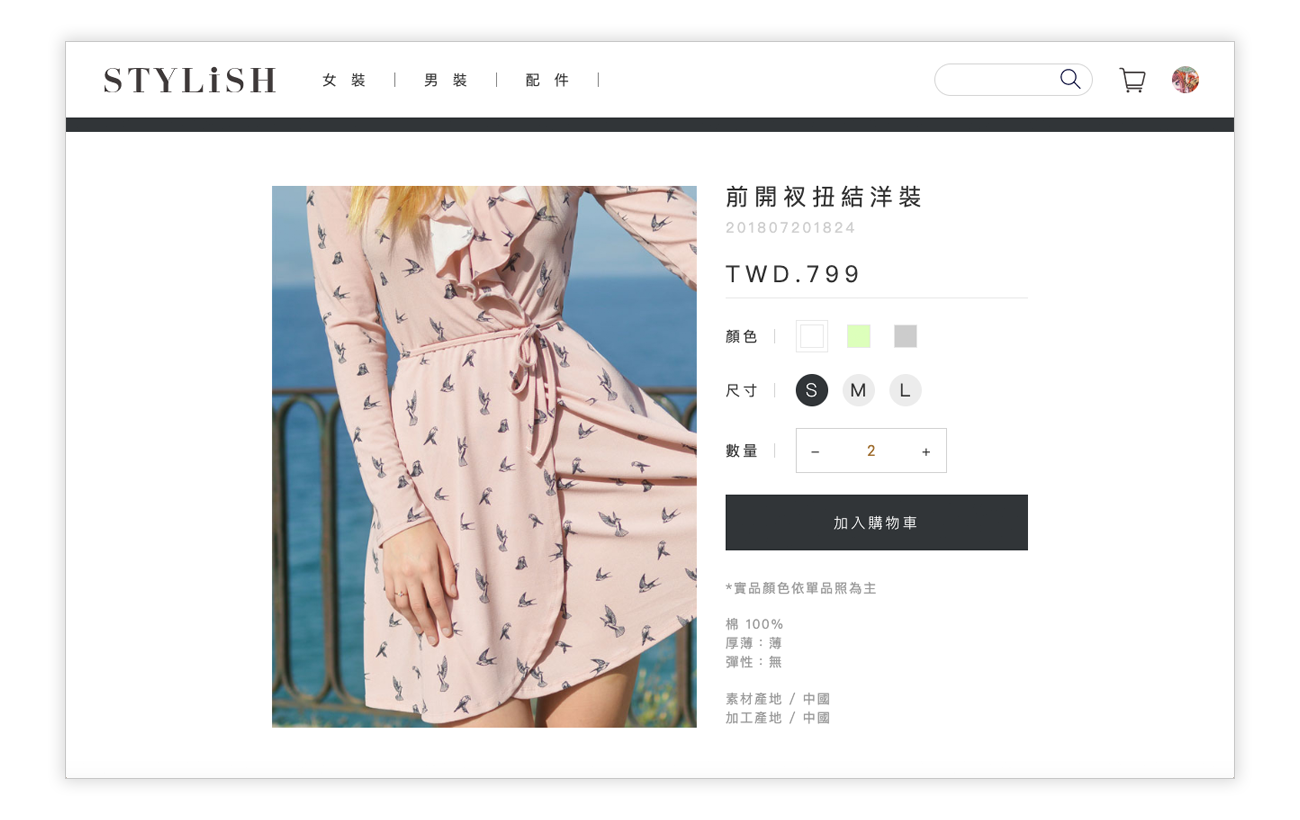 STYLiSH 女裝 | 男裝 | 配件 |
前開衩扭結洋裝
201807201824
TWD.799
顏色 |
尺寸 | S M L
數量 | − 2 +
加入購物車
*實品顏色依單品照為主
棉 100%
厚薄：薄
彈性：無
素材產地 / 中國
加工產地 / 中國